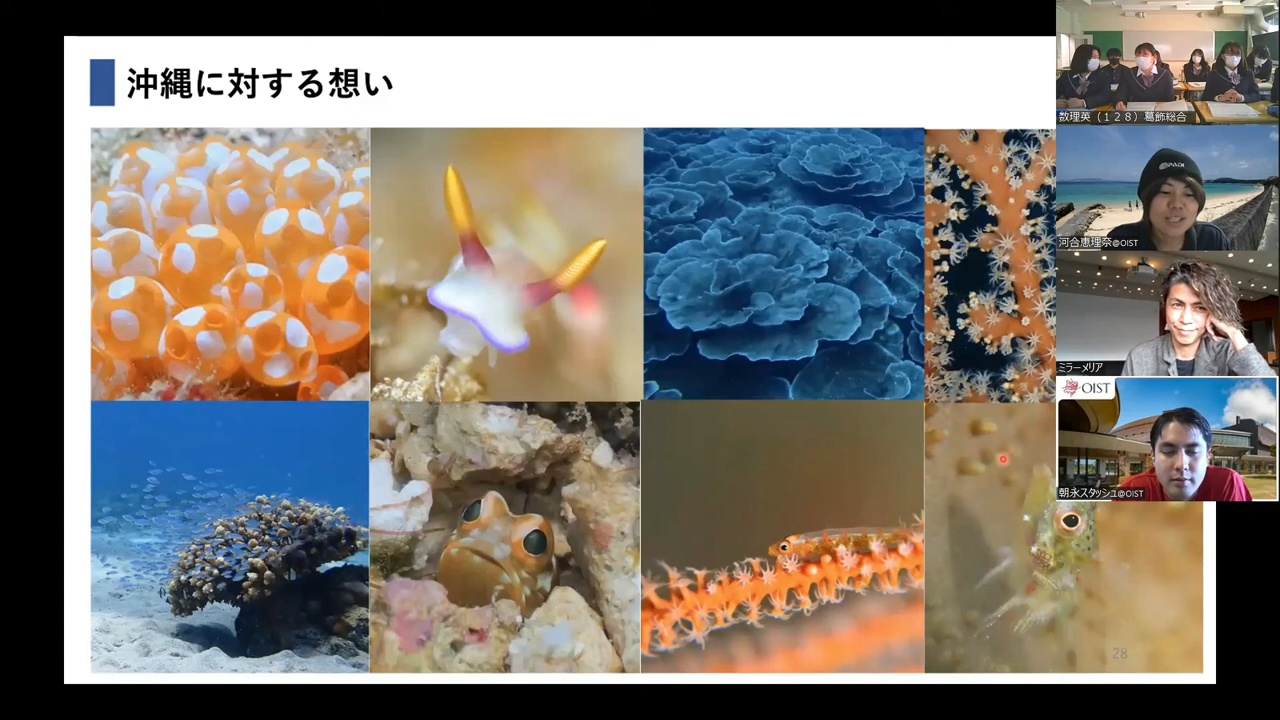 沖縄に対する想い
数理英（１２８）葛飾総合
PADI
河合恵理奈@OIST
ミラーメリア
OIST
朝永スタッシュ@OIST
28